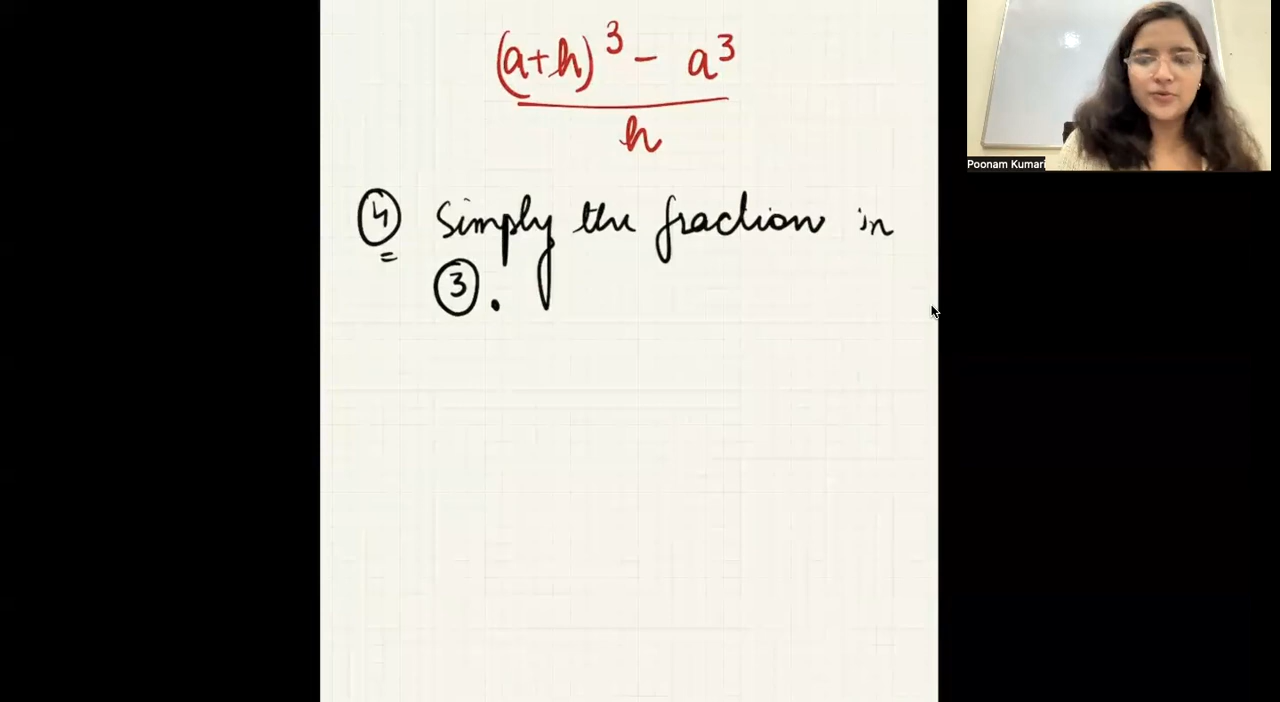 (a+h)³ - a³
h
④ Simply the fraction in
③.
Poonam Kumari